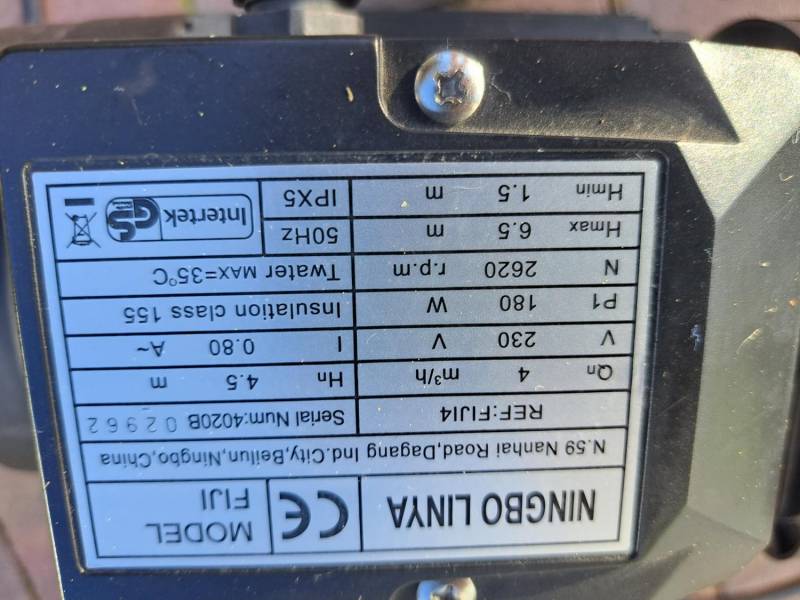 NINGBO LINYA CE MODEL FIJI
N.59 Nanhai Road,Dagang Ind.City,Beilun,Ningbo,China
REF:FIJI4 Serial Num:4020B 02962
Qn 4 m³/h Hn 4.5 m
V 230 V I 0.80 A~
P1 180 W Insulation class 155
N 2620 r.p.m Twater MAX=35°C
Hmax 6.5 m 50Hz
Hmin 1.5 m IPX5
GS Intertek